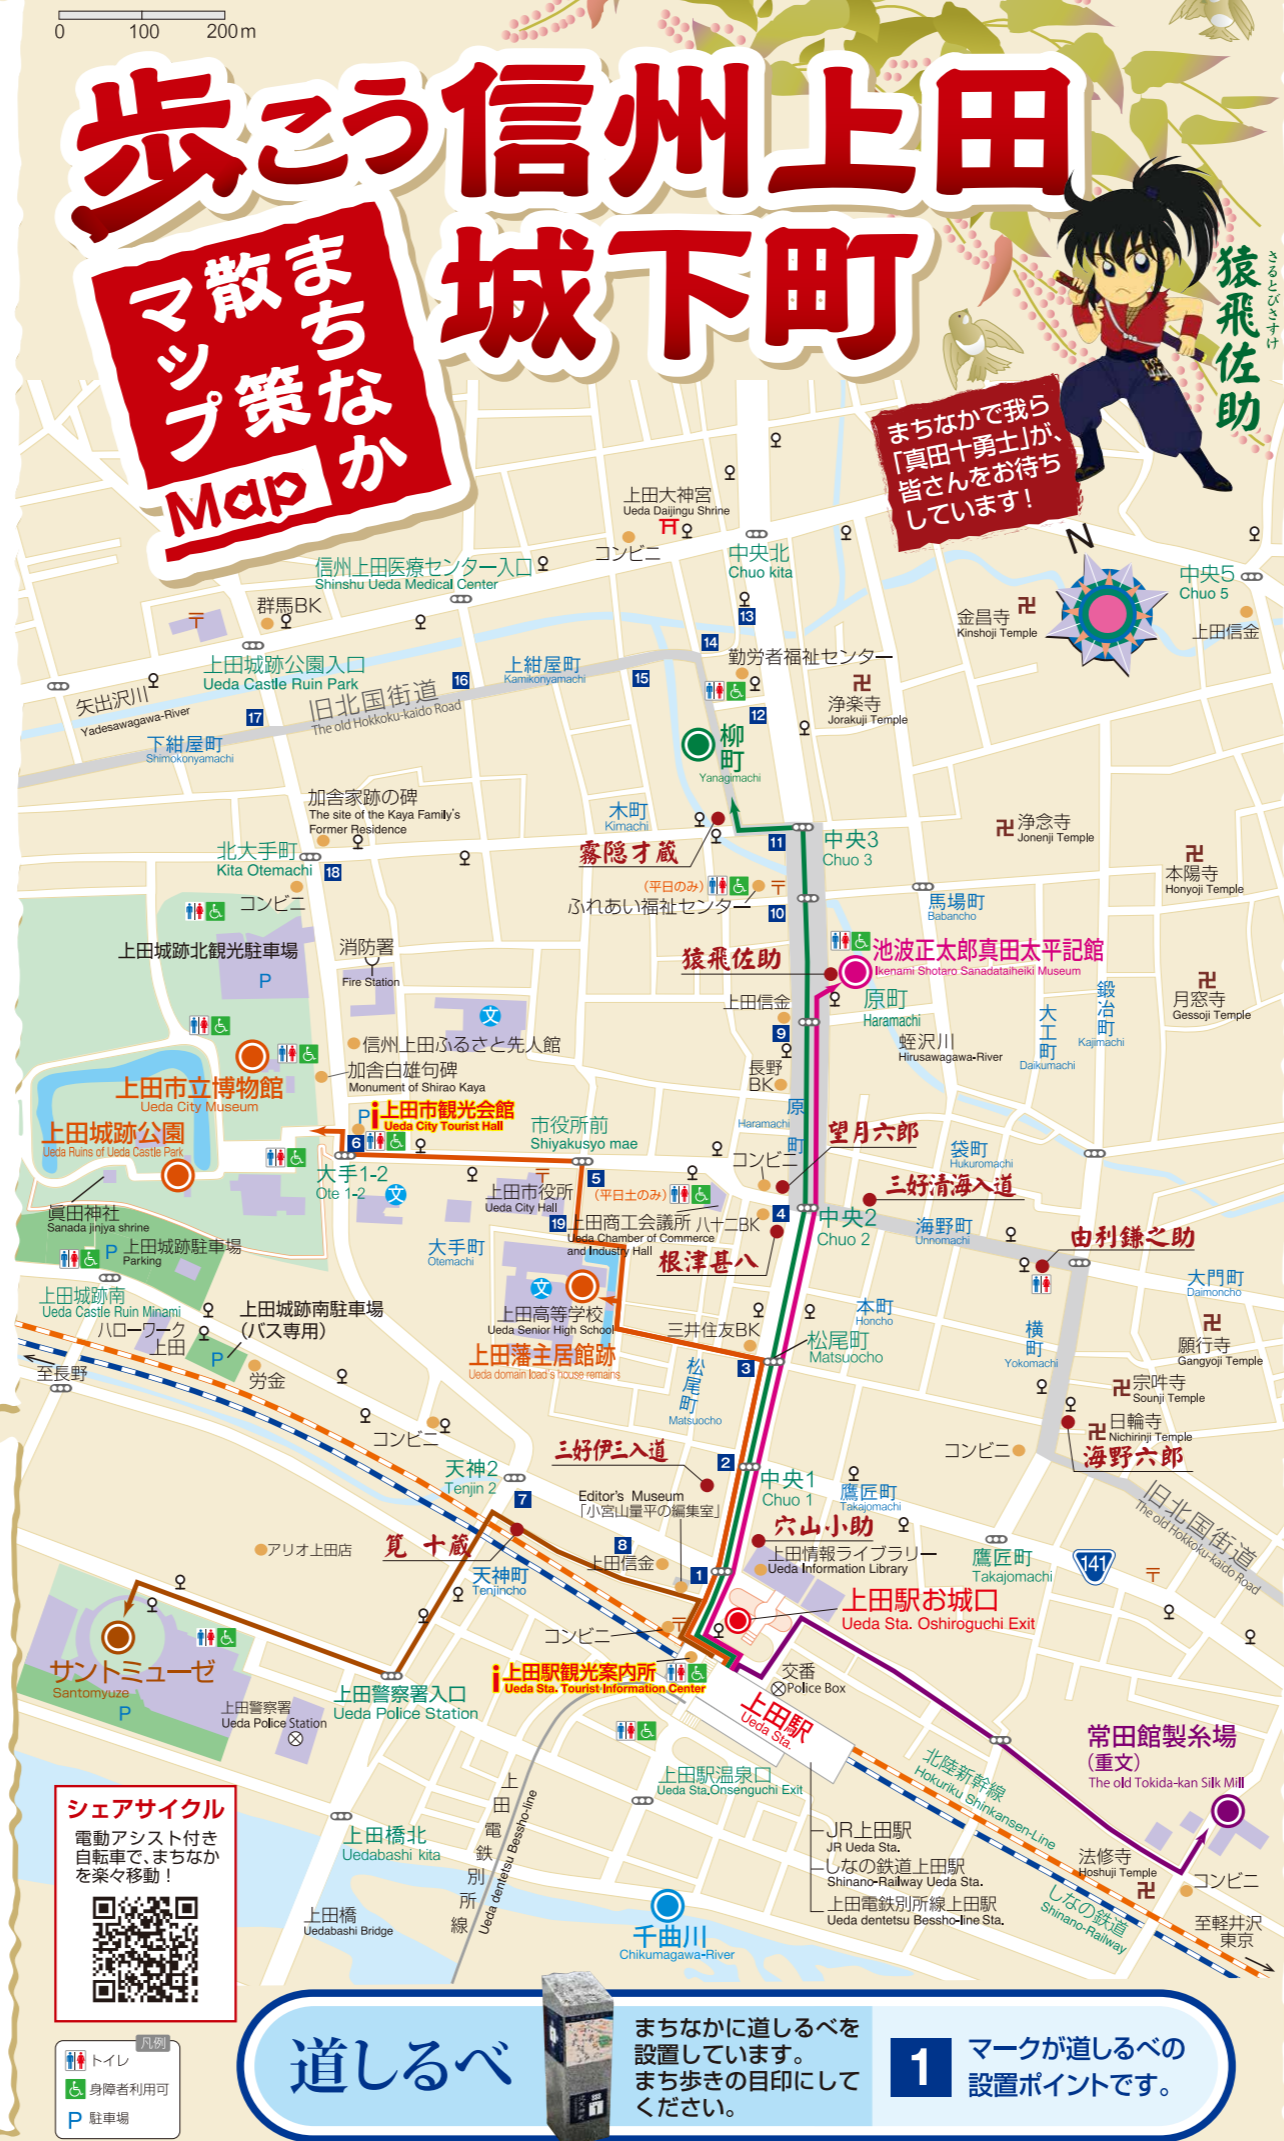 0 100 200m
歩こう信州上田
城下町
まちなか
散策
マップ
Map
猿飛佐助
さるとびさすけ
まちなかで我ら
「真田十勇士」が、
皆さんをお待ち
しています！
N
上田大神宮
Ueda Daijingu Shrine
コンビニ
中央北
Chuo kita
信州上田医療センター入口
Shinshu Ueda Medical Center
群馬BK
中央5
Chuo 5
上田信金
金昌寺
Kinshoji Temple
13
14
勤労者福祉センター
上田城跡公園入口
Ueda Castle Ruin Park
上紺屋町
Kamikonyamachi
15
16
矢出沢川
Yadesawagawa-River
旧北国街道
The old Hokkoku-kaido Road
17
下紺屋町
Shimokonyamachi
浄楽寺
Jorakuji Temple
12
柳町
Yanagimachi
加舎家跡の碑
The site of the Kaya Family's
Former Residence
木町
Kimachi
霧隠才蔵
11
中央3
Chuo 3
浄念寺
Jonenji Temple
本陽寺
Honyoji Temple
北大手町
Kita Otemachi
18
コンビニ
(平日のみ)
ふれあい福祉センター
10
馬場町
Babancho
上田城跡北観光駐車場
P
消防署
Fire Station
猿飛佐助
池波正太郎真田太平記館
Ikenami Shotaro Sanadataiheiki Museum
上田信金
9
原町
Haramachi
蛭沢川
Hirusawagawa-River
大工町
Daikumachi
鍛冶町
Kajimachi
月窓寺
Gessoji Temple
文
信州上田ふるさと先人館
加舎白雄句碑
Monument of Shirao Kaya
長野
BK
上田市立博物館
Ueda City Museum
上田城跡公園
Ueda Ruins of Ueda Castle Park
P
i 上田市観光会館
Ueda City Tourist Hall
6
市役所前
Shiyakusyo mae
原町
Haramachi
望月六郎
大手1-2
Ote 1-2
文
5
コンビニ
袋町
Hukuromachi
三好清海入道
眞田神社
Sanada jinjya shrine
上田市役所
Ueda City Hall
(平日土のみ)
19
上田商工会議所
Ueda Chamber of Commerce
and Industry Hall
八十二BK
4
中央2
Chuo 2
海野町
Unnomachi
由利鎌之助
P 上田城跡駐車場
Parking
大手町
Otemachi
根津甚八
大門町
Daimoncho
上田城跡南
Ueda Castle Ruin Minami
ハローワーク
上田
上田城跡南駐車場
(バス専用)
P
文
上田高等学校
Ueda Senior High School
上田藩主居館跡
Ueda domain load's house remains
三井住友BK
本町
Honcho
松尾町
Matsuocho
横町
Yokomachi
願行寺
Gangyoji Temple
至長野
労金
3
松尾町
Matsuocho
宗吽寺
Sounji Temple
日輪寺
Nichirinji Temple
海野六郎
コンビニ
三好伊三入道
2
コンビニ
天神2
Tenjin 2
7
Editor's Museum
「小宮山量平の編集室」
中央1
Chuo 1
鷹匠町
Takajomachi
旧北国街道
The old Hokkoku-kaido Road
穴山小助
筧 十蔵
8
上田信金
1
上田情報ライブラリー
Ueda Information Library
鷹匠町
Takajomachi
141
アリオ上田店
天神町
Tenjincho
上田駅お城口
Ueda Sta. Oshiroguchi Exit
コンビニ
サントミューゼ
Santomyuze
P
i 上田駅観光案内所
Ueda Sta. Tourist Information Center
交番
Police Box
上田警察署入口
Ueda Police Station
上田警察署
Ueda Police Station
上田駅
Ueda Sta.
常田館製糸場
(重文)
The old Tokida-kan Silk Mill
北陸新幹線
Hokuriku Shinkansen-Line
上田駅温泉口
Ueda Sta.Onsenguchi Exit
上田電鉄別所線
Ueda dentetsu Bessho-line
上田橋北
Uedabashi kita
JR上田駅
JR Ueda Sta.
しなの鉄道上田駅
Shinano-Railway Ueda Sta.
上田電鉄別所線上田駅
Ueda dentetsu Bessho-line Sta.
法修寺
Hoshuji Temple
コンビニ
しなの鉄道
Shinano-Railway
至軽井沢
東京
上田橋
Uedabashi Bridge
千曲川
Chikumagawa-River
シェアサイクル
電動アシスト付き
自転車で、まちなか
を楽々移動！
凡例
トイレ
身障者利用可
P 駐車場
道しるべ
1
まちなかに道しるべを
設置しています。
まち歩きの目印にして
ください。
1
マークが道しるべの
設置ポイントです。